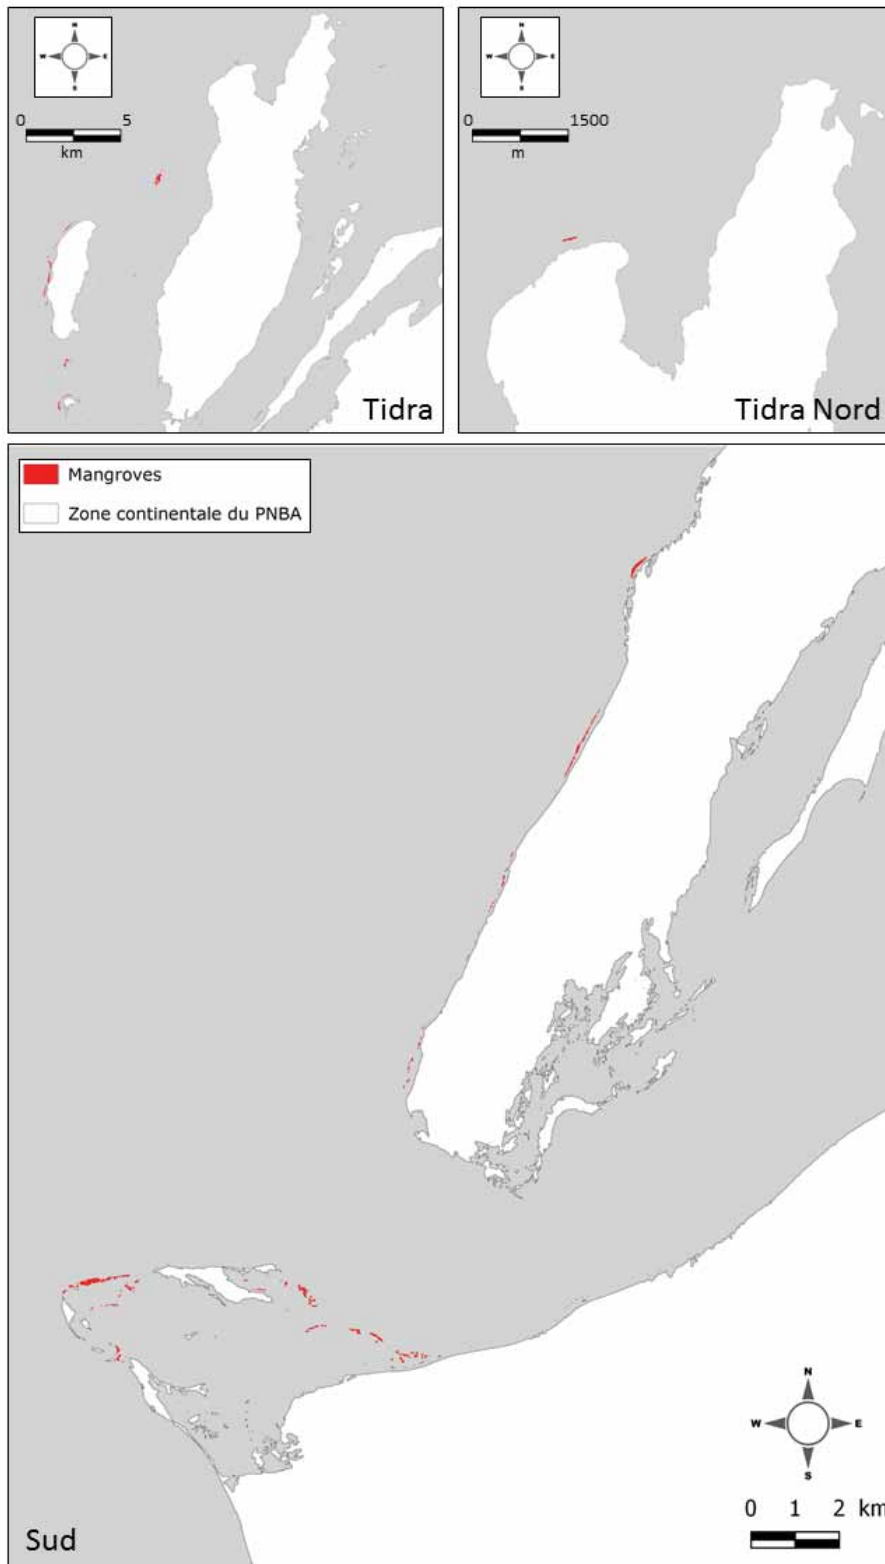 N
W E
S
0 5
km
Tidra
N
W E
S
0 1500
m
Tidra Nord
Mangroves
Zone continentale du PNBA
N
W E
S
0 1 2 km
Sud